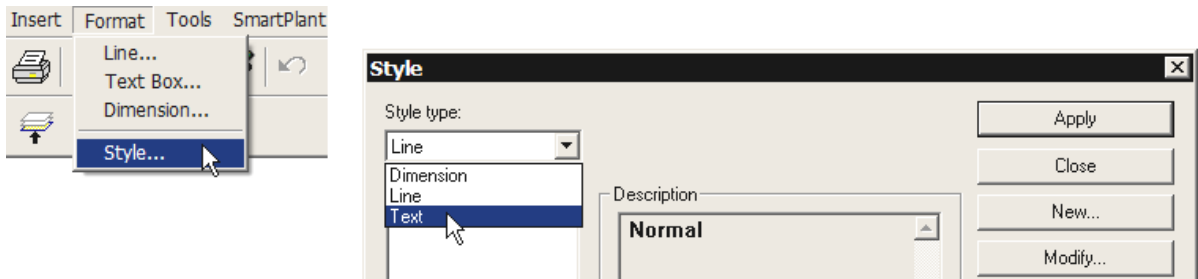 Insert Format Tools SmartPlant
Line...
Text Box...
Dimension...
Style...
Style
Style type:
Line
Dimension
Line
Text
Description
Normal
Apply
Close
New...
Modify...